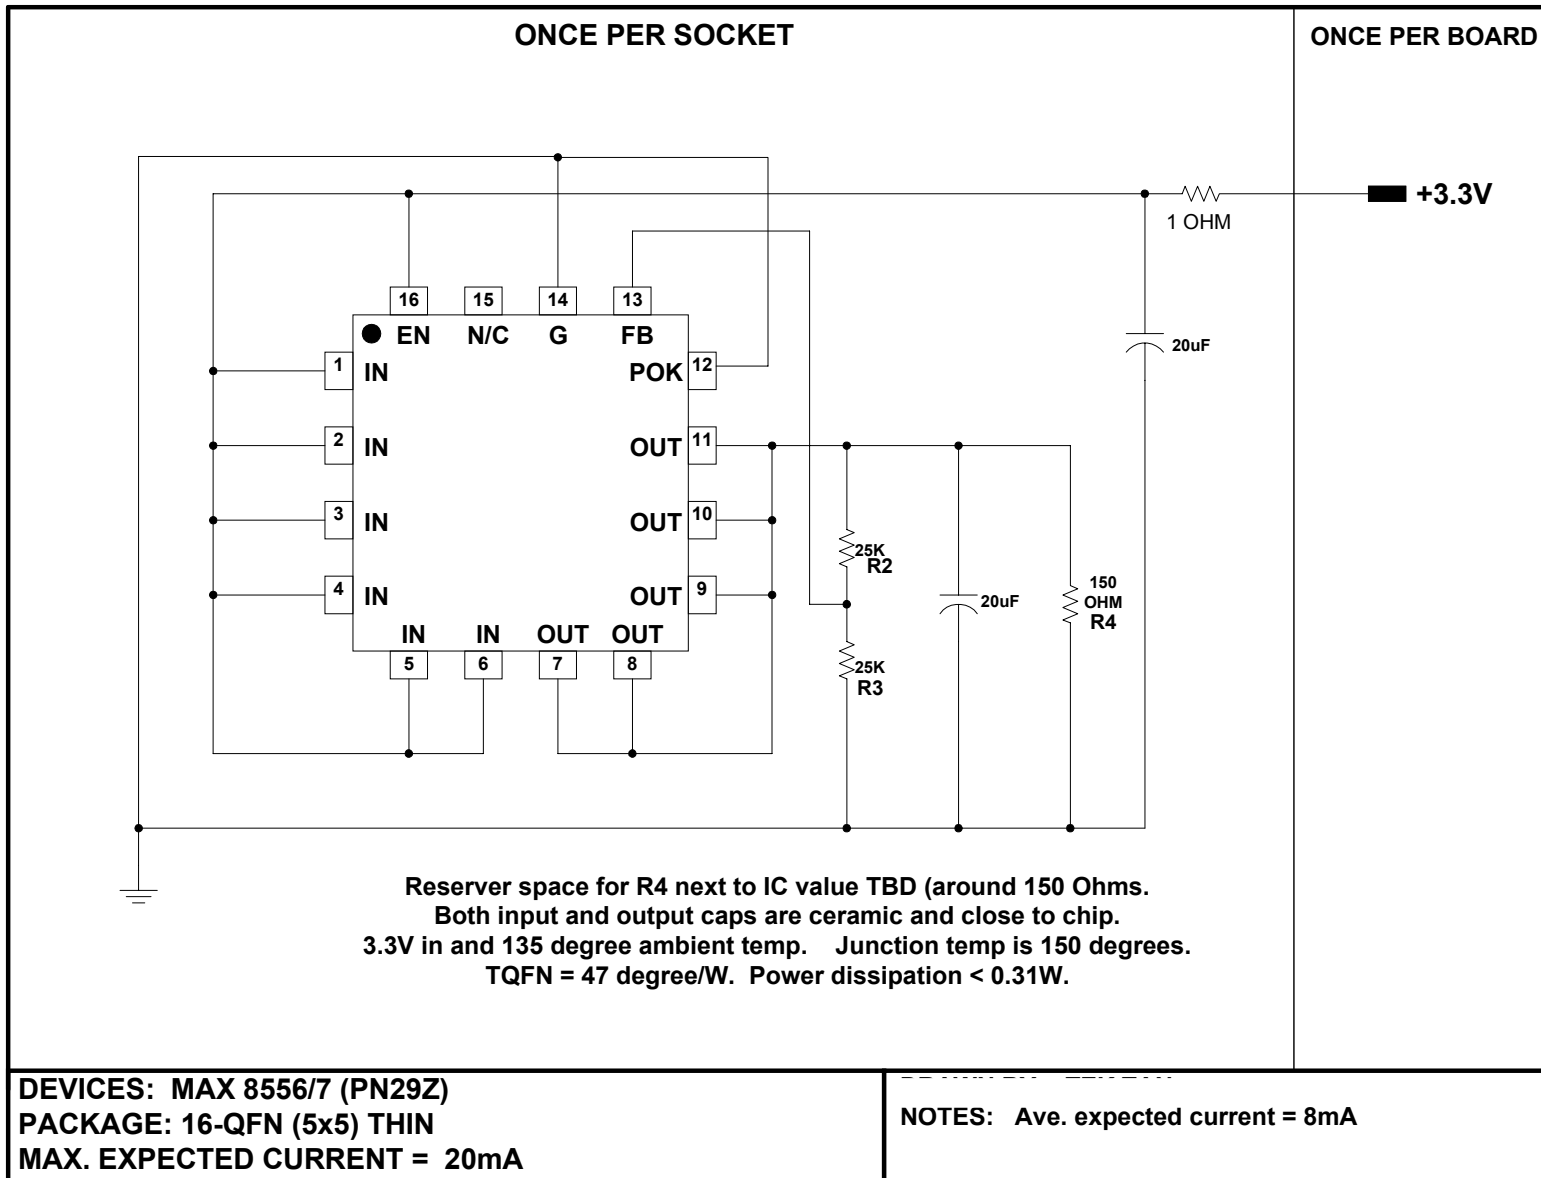 ONCE PER SOCKET
ONCE PER BOARD
+3.3V
1 OHM
16
15
14
13
EN
N/C
G
FB
20uF
1
IN
POK
12
2
IN
OUT
11
3
IN
OUT
10
25K
R2
4
IN
OUT
9
20uF
150
OHM
R4
IN
IN
OUT
OUT
5
6
7
8
25K
R3
Reserver space for R4 next to IC value TBD (around 150 Ohms.
Both input and output caps are ceramic and close to chip.
3.3V in and 135 degree ambient temp. Junction temp is 150 degrees.
TQFN = 47 degree/W. Power dissipation < 0.31W.
DEVICES: MAX 8556/7 (PN29Z)
PACKAGE: 16-QFN (5x5) THIN
MAX. EXPECTED CURRENT = 20mA
NOTES: Ave. expected current = 8mA